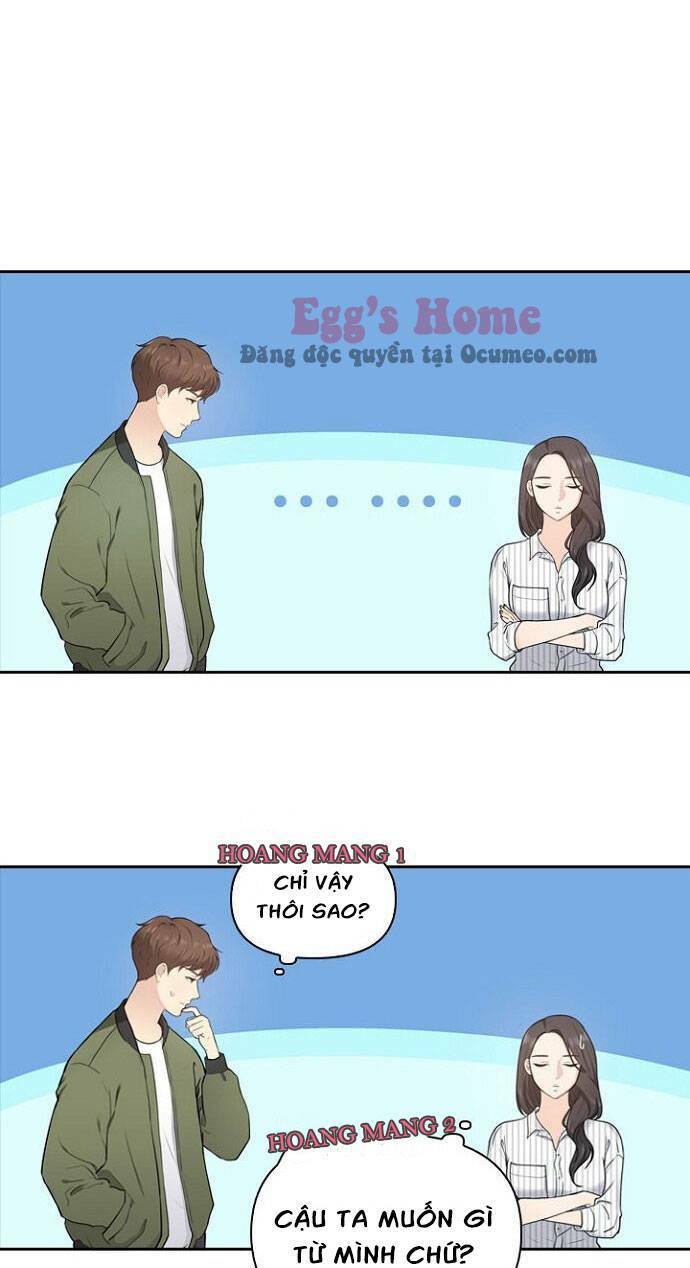 Egg's Home
Đăng độc quyền tại Ocumeo.com
... ....
HOANG MANG 1
CHỈ VẬY
THÔI SAO?
HOANG MANG 2
CẬU TA MUỐN GÌ
TỪ MÌNH CHỨ?